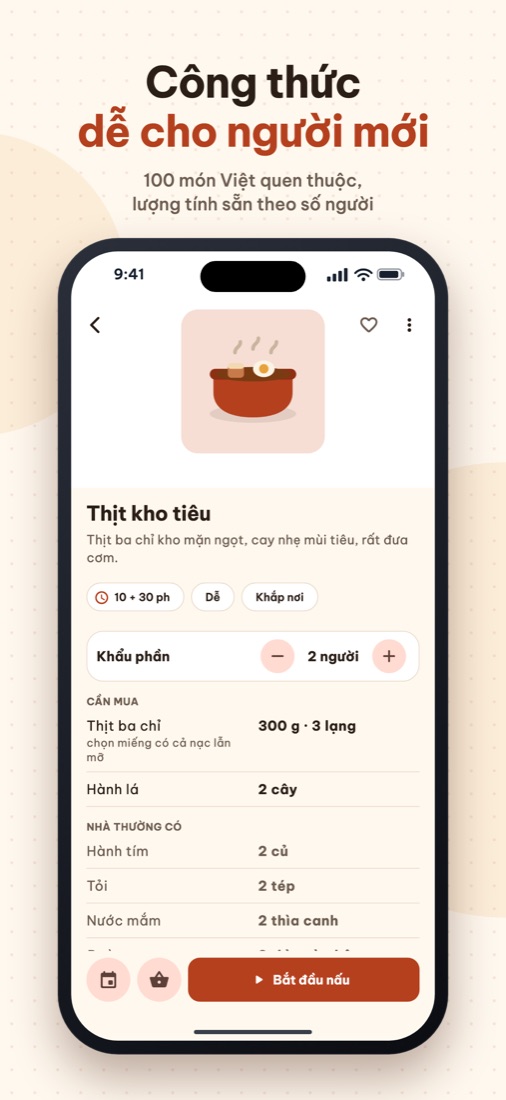 Công thức
dễ cho người mới
100 món Việt quen thuộc,
lượng tính sẵn theo số người
9:41
Thịt kho tiêu
Thịt ba chỉ kho mặn ngọt, cay nhẹ mùi tiêu, rất đưa
cơm.
10 + 30 ph
Dễ
Khắp nơi
Khẩu phần
2 người
CẦN MUA
Thịt ba chỉ
300 g · 3 lạng
chọn miếng có cả nạc lẫn
mỡ
Hành lá
2 cây
NHÀ THƯỜNG CÓ
Hành tím
2 củ
Tỏi
2 tép
Nước mắm
2 thìa canh
Bắt đầu nấu